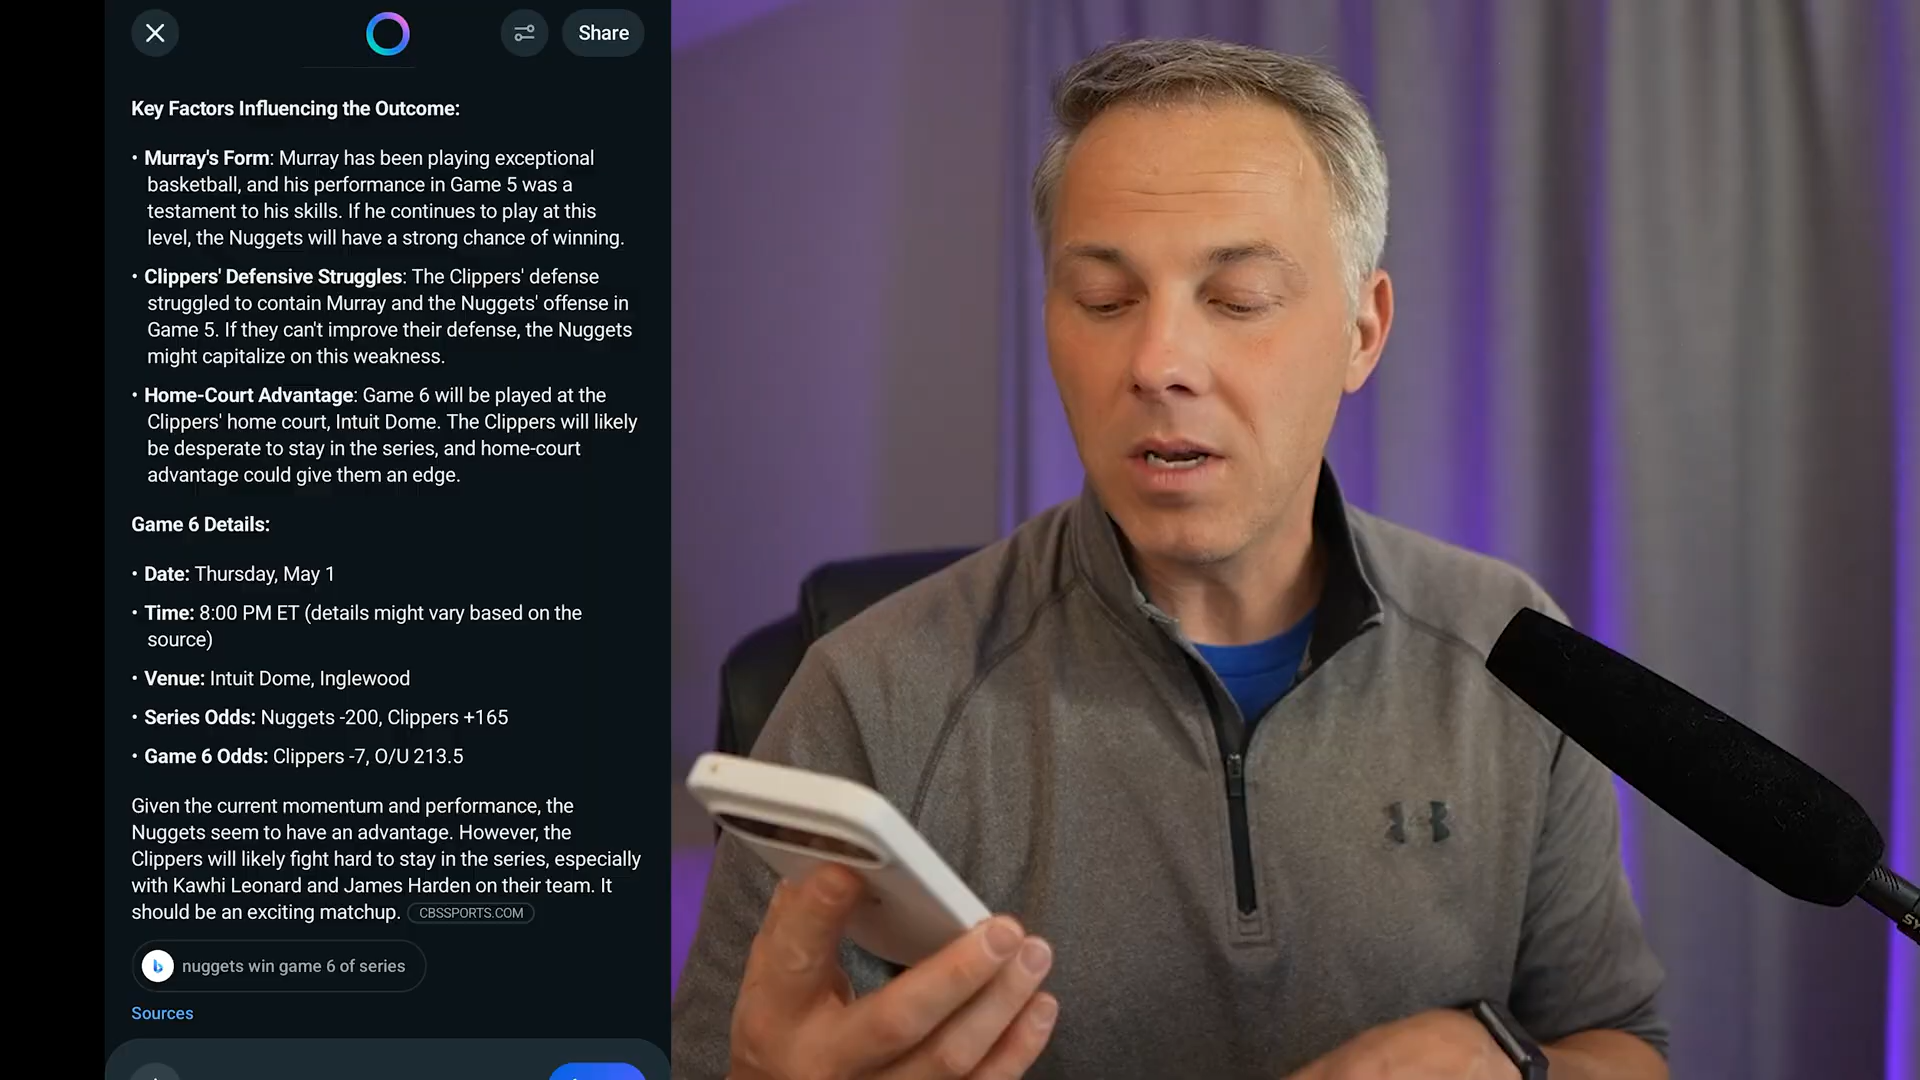 Share
Key Factors Influencing the Outcome:
• Murray's Form: Murray has been playing exceptional
basketball, and his performance in Game 5 was a
testament to his skills. If he continues to play at this
level, the Nuggets will have a strong chance of winning.
• Clippers' Defensive Struggles: The Clippers' defense
struggled to contain Murray and the Nuggets' offense in
Game 5. If they can't improve their defense, the Nuggets
might capitalize on this weakness.
• Home-Court Advantage: Game 6 will be played at the
Clippers' home court, Intuit Dome. The Clippers will likely
be desperate to stay in the series, and home-court
advantage could give them an edge.
Game 6 Details:
• Date: Thursday, May 1
• Time: 8:00 PM ET (details might vary based on the
source)
• Venue: Intuit Dome, Inglewood
• Series Odds: Nuggets -200, Clippers +165
• Game 6 Odds: Clippers -7, O/U 213.5
Given the current momentum and performance, the
Nuggets seem to have an advantage. However, the
Clippers will likely fight hard to stay in the series, especially
with Kawhi Leonard and James Harden on their team. It
should be an exciting matchup. CBSSPORTS.COM
nuggets win game 6 of series
Sources